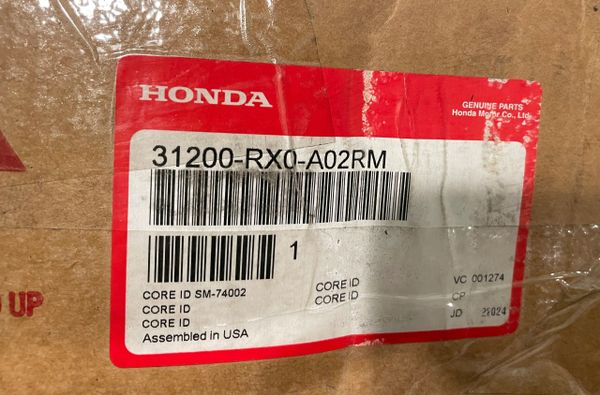 HONDA
GENUINE PARTS
Honda Motor Co., Ltd.
31200-RX0-A02RM
1
CORE ID SM-74002
CORE ID
CORE ID
CORE ID
CORE ID
VC 001274
CP
JD
Assembled in USA
UP